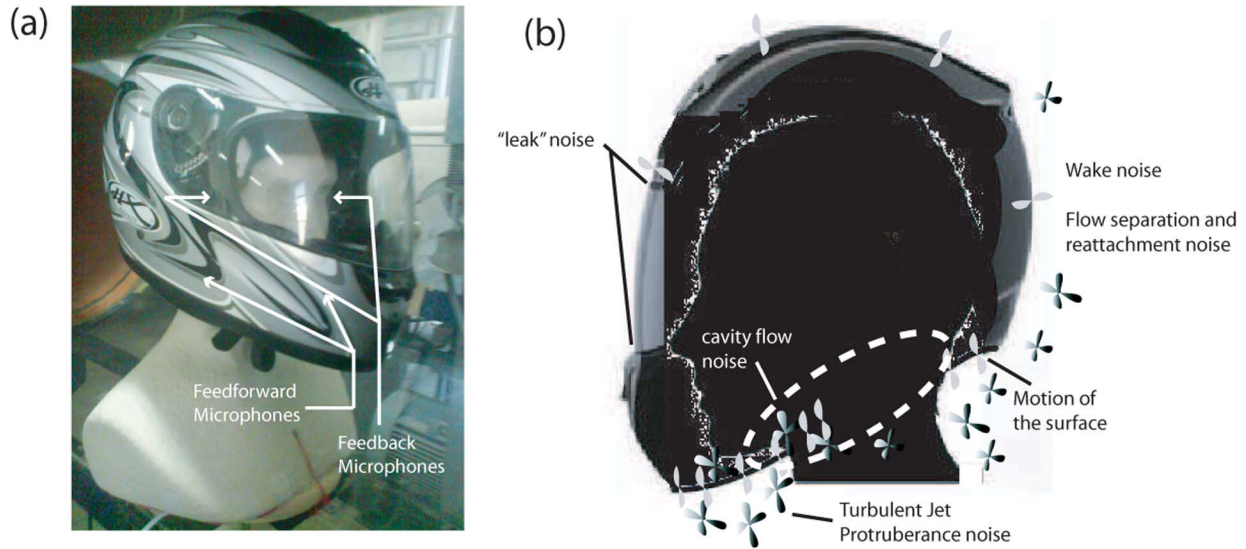 (a)
Feedforward
Microphones
Feedback
Microphones
(b)
"leak" noise
Wake noise
Flow separation and
reattachment noise
cavity flow
noise
Motion of
the surface
Turbulent Jet
Protruberance noise